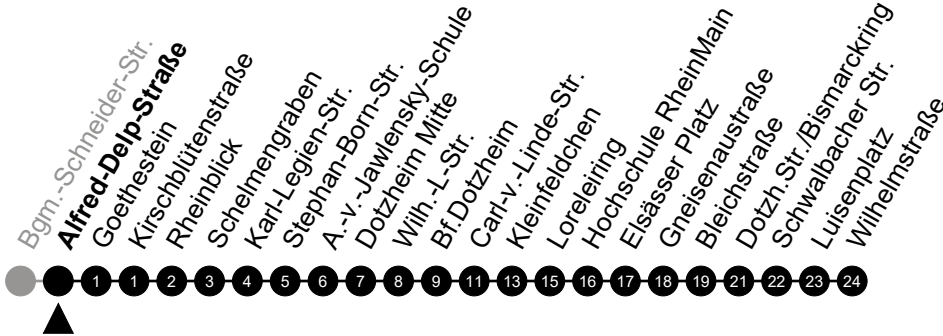 Bgm.-Schneider-Str.
Alfred-Delp-Straße
Goethestein
Kirschblütenstraße
Rheinblick
Schelmengraben
Karl-Legien-Str.
Stephan-Born-Str.
A.-v.-Jawlensky-Schule
Dotzheim Mitte
Wilh.-L-Str.
Bf.Dotzheim
Carl-v.-Linde-Str.
Kleinfeldchen
Loreleiring
Hochschule RheinMain
Elsässer Platz
Gneisenaustraße
Bleichstraße
Dotzh.Str./Bismarckring
Schwalbacher Str.
Luisenplatz
Wilhelmstraße
1 1 2 3 4 5 6 7 8 9 11 13 15 16 17 18 19 21 22 23 24